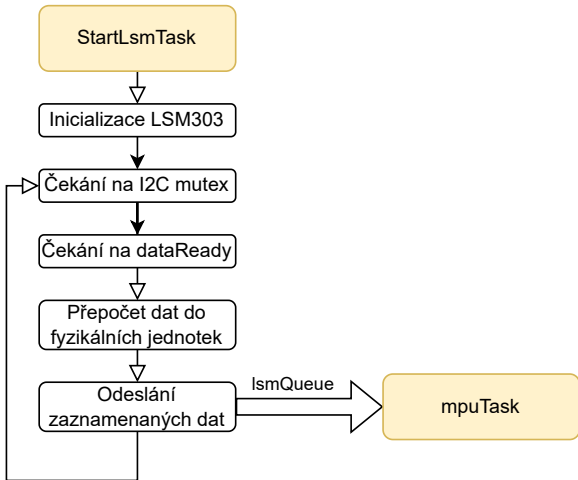 StartLsmTask
Inicializace LSM303
Čekání na I2C mutex
Čekání na dataReady
Přepočet dat do
fyzikálních jednotek
Odeslání
zaznamenaných dat
lsmQueue
mpuTask